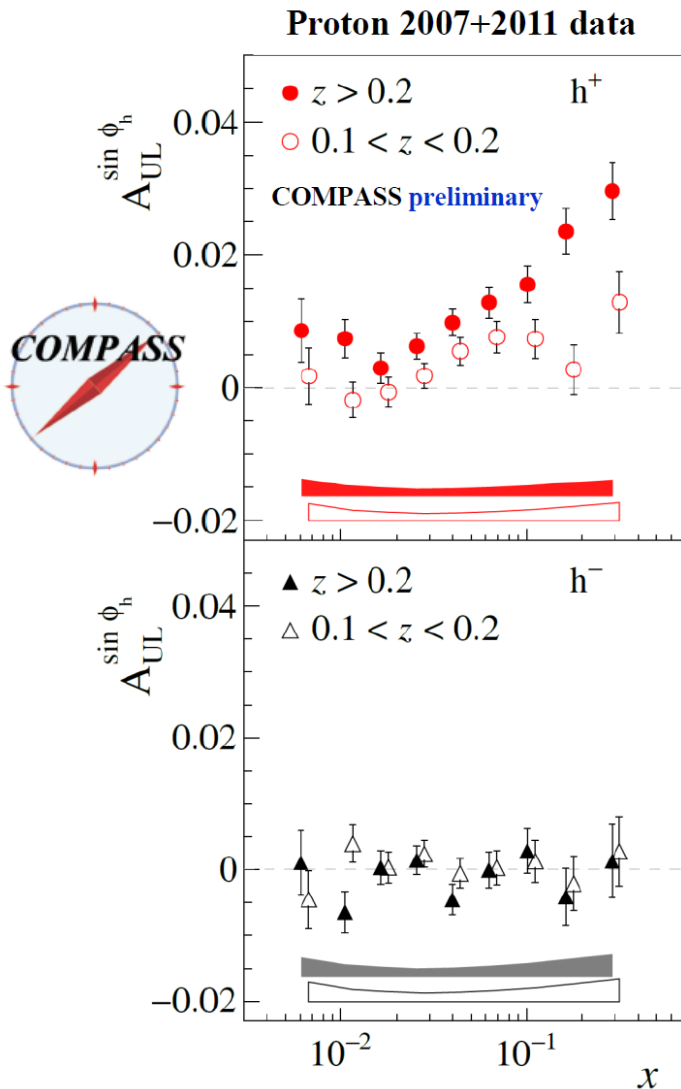 Proton 2007+2011 data
A_UL^{sin ϕ_h}
0.04
0.02
0
−0.02
z > 0.2 h⁺
0.1 < z < 0.2
COMPASS preliminary
COMPASS
A_UL^{sin ϕ_h}
0.04
0.02
0
−0.02
z > 0.2 h⁻
0.1 < z < 0.2
10⁻² 10⁻¹
x